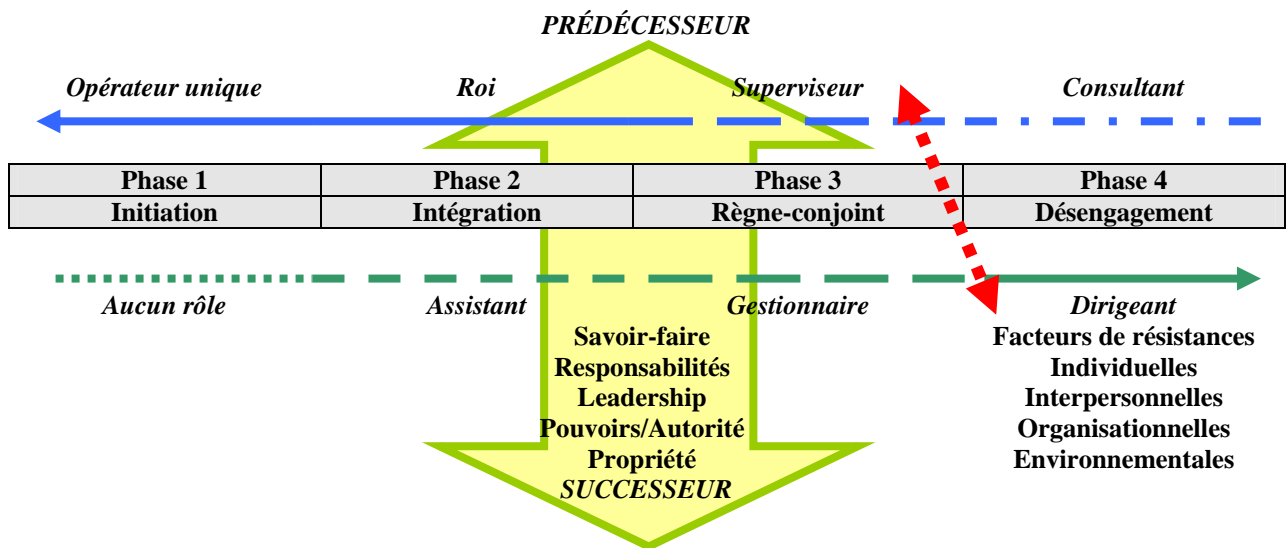 PRÉDÉCESSEUR
Opérateur unique Roi Superviseur Consultant
Phase 1 Phase 2 Phase 3 Phase 4
Initiation Intégration Règne-conjoint Désengagement
Aucun rôle Assistant Gestionnaire Dirigeant
Savoir-faire Facteurs de résistances
Responsabilités Individuelles
Leadership Interpersonnelles
Pouvoirs/Autorité Organisationnelles
Propriété Environnementales
SUCCESSEUR